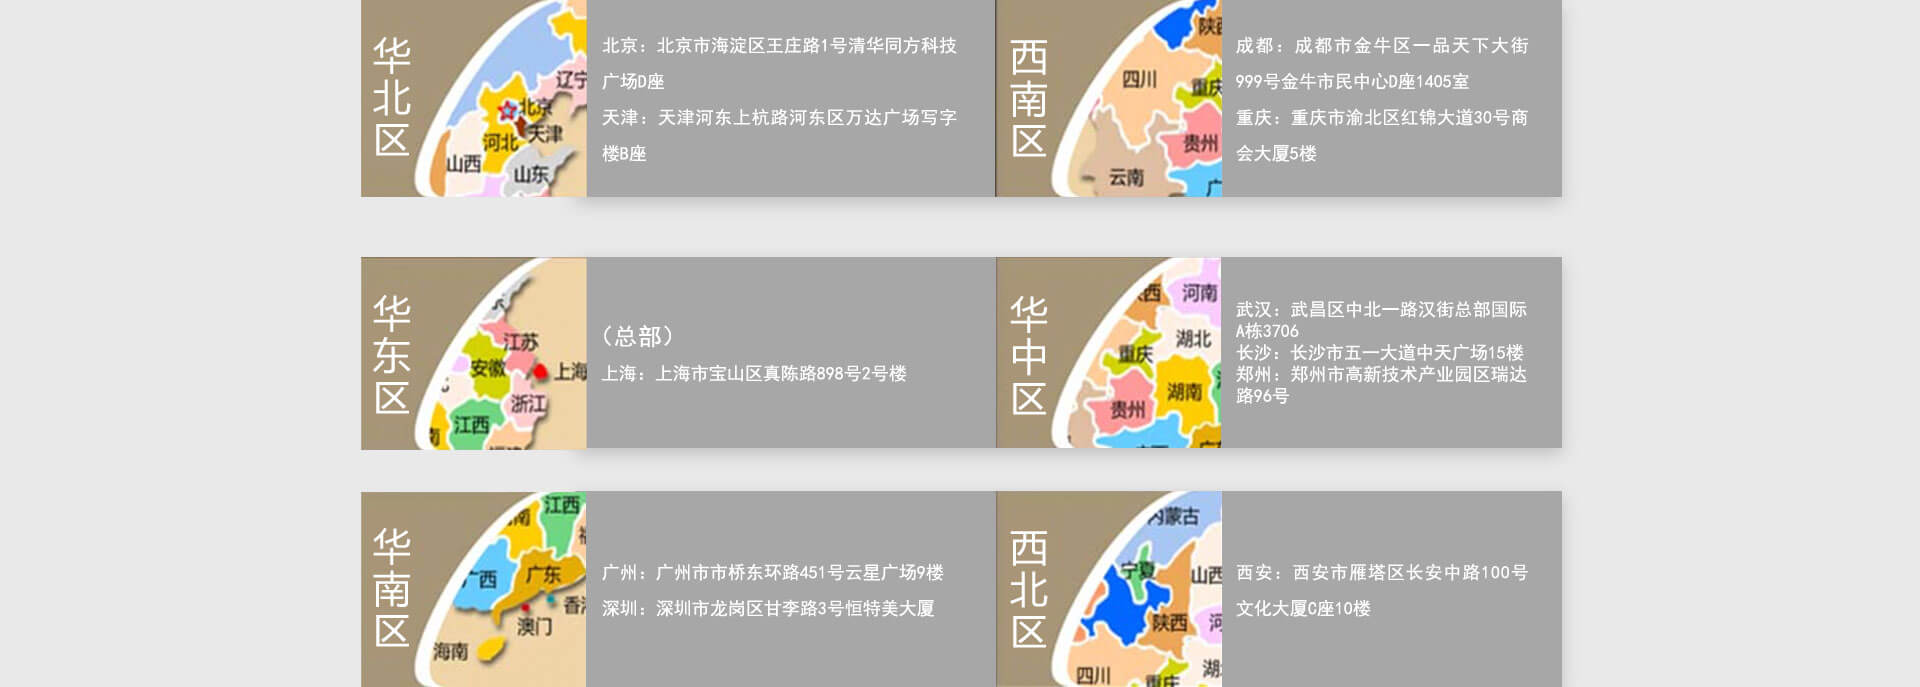 华北区
辽宁
北京
天津
河北
山西
山东
北京：北京市海淀区王庄路1号清华同方科技
广场D座
天津：天津河东上杭路河东区万达广场写字
楼B座
西南区
陕西
四川
重庆
贵州
云南
广
成都：成都市金牛区一品天下大街
999号金牛市民中心D座1405室
重庆：重庆市渝北区红锦大道30号商
会大厦5楼
华东区
江苏
安徽
上海
浙江
江西
南
福建
（总部）
上海：上海市宝山区真陈路898号2号楼
华中区
西
河南
湖北
重庆
湖南
贵州
武汉：武昌区中北一路汉街总部国际
A栋3706
长沙：长沙市五一大道中天广场15楼
郑州：郑州市高新技术产业园区瑞达
路96号
华南区
江西
南
广西
广东
香港
澳门
海南
广州：广州市市桥东环路451号云星广场9楼
深圳：深圳市龙岗区甘李路3号恒特美大厦
西北区
内蒙古
宁夏
山西
陕西
河
四川
湖
重庆
西安：西安市雁塔区长安中路100号
文化大厦C座10楼